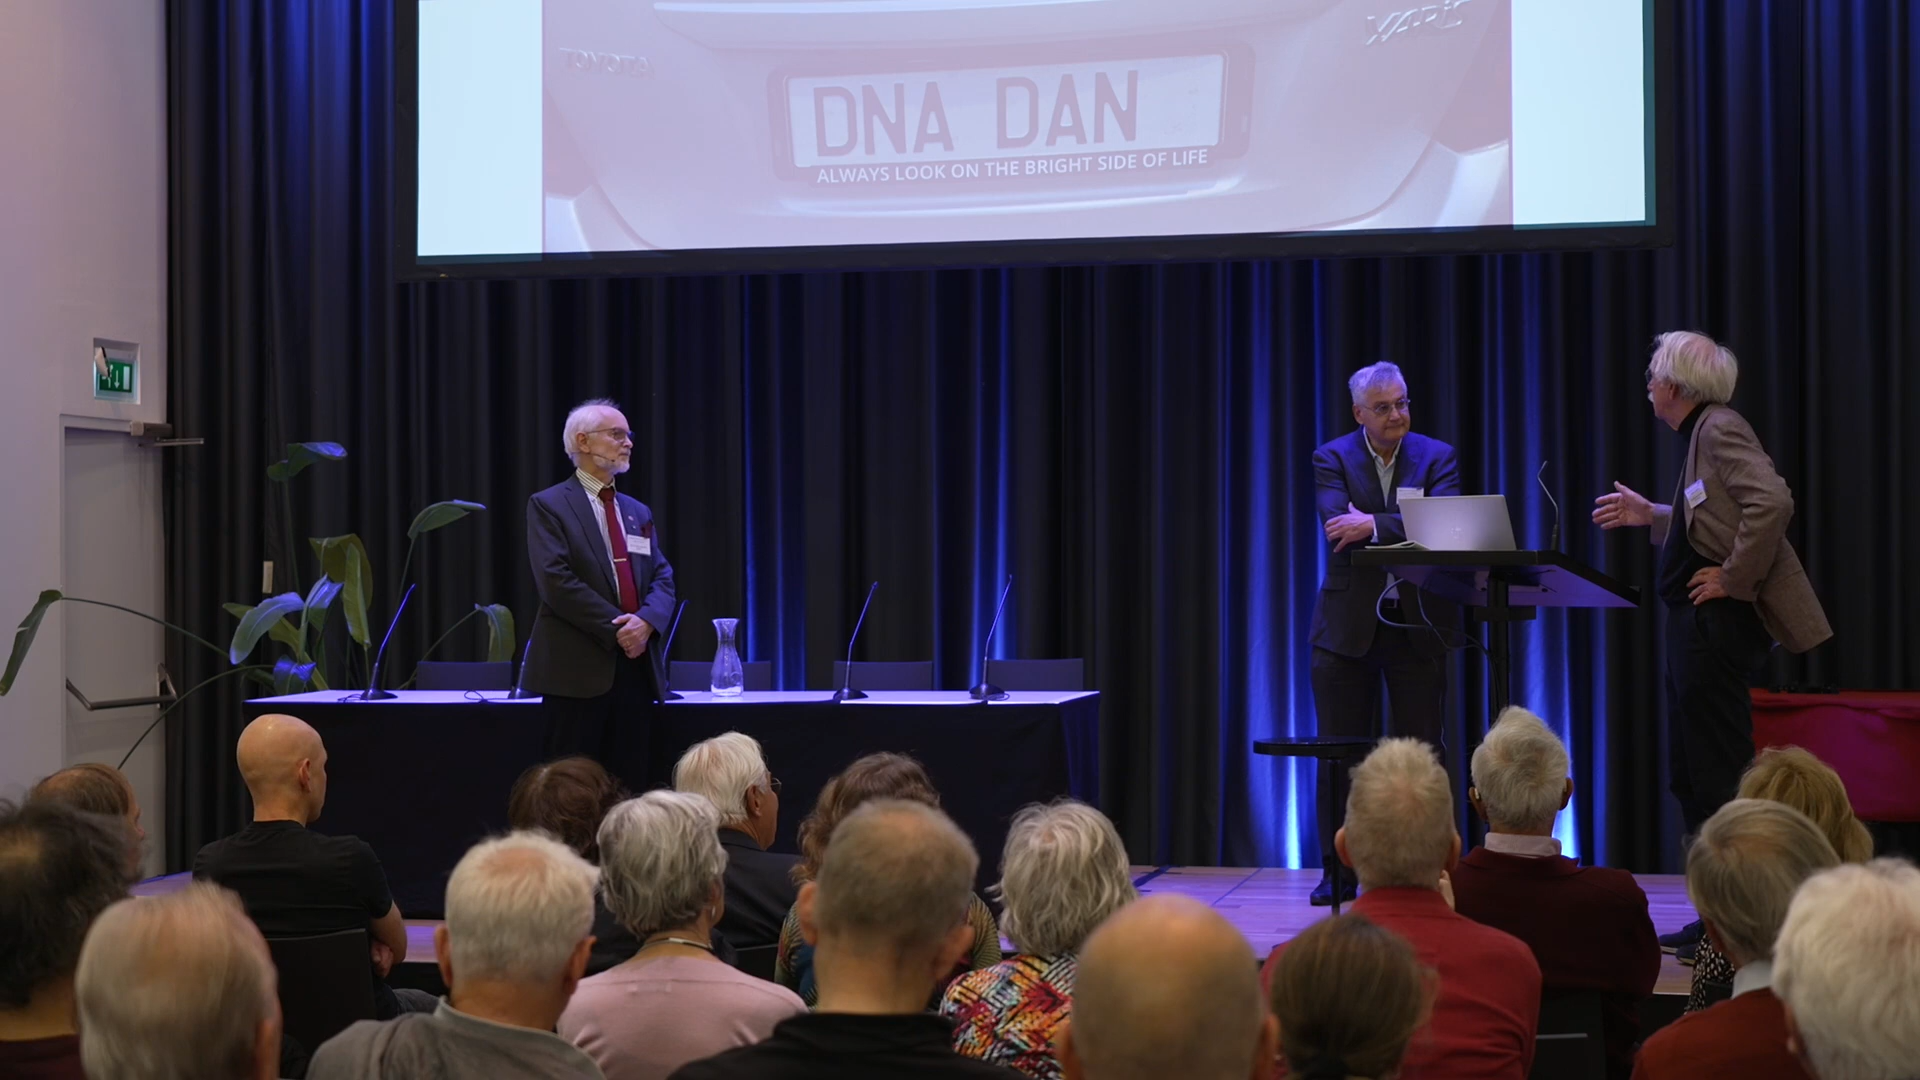 TOYOTA
YARIS
DNA DAN
ALWAYS LOOK ON THE BRIGHT SIDE OF LIFE